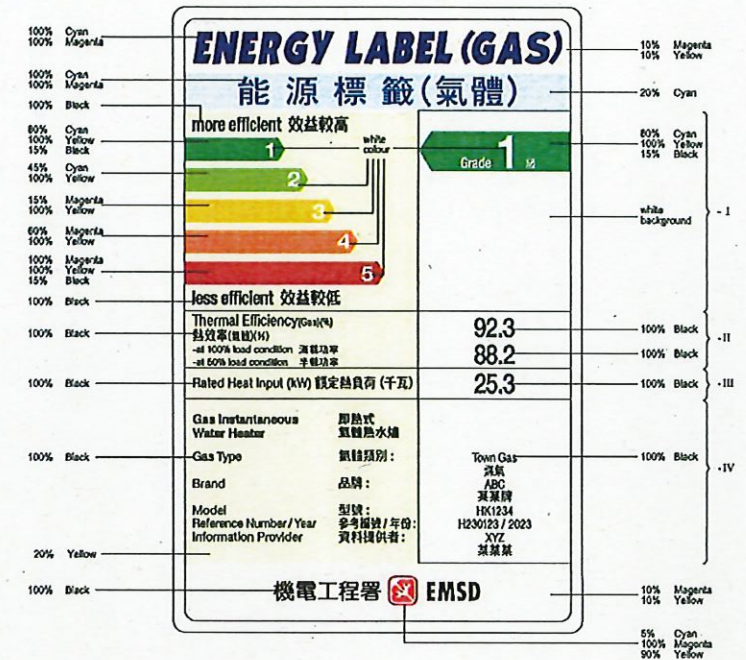 100% Cyan
100% Magenta
ENERGY LABEL (GAS)
10% Magenta
10% Yellow
100% Cyan
100% Magenta
能源標籤(氣體)
20% Cyan
100% Black
more efficient 效益較高
80% Cyan
100% Yellow
15% Black
1
white
colour
Grade 1 級
80% Cyan
100% Yellow
15% Black
- I
45% Cyan
100% Yellow
2
15% Magenta
100% Yellow
3
white
background
60% Magenta
100% Yellow
4
100% Magenta
100% Yellow
15% Black
5
100% Black
less efficient 效益較低
Thermal Efficiency(Gas)(%)
100% Black
熱效率(氣體)(%)
92.3
100% Black
- II
-at 100% load condition 滿載功率
-at 50% load condition 半載功率
88.2
100% Black
100% Black
Rated Heat Input (kW) 額定熱負荷 (千瓦)
25.3
100% Black
- III
Gas Instantaneous 即熱式
Water Heater 氣體熱水爐
100% Black
Gas Type 氣體類別 :
Town Gas
100% Black
- IV
煤氣
Brand 品牌 :
ABC
某某牌
Model 型號 :
HX1234
Reference Number / Year 參考編號 / 年份 :
H230123 / 2023
Information Provider 資料提供者 :
XYZ
某某某
20% Yellow
100% Black
機電工程署 EMSD
10% Magenta
10% Yellow
5% Cyan
100% Magenta
90% Yellow